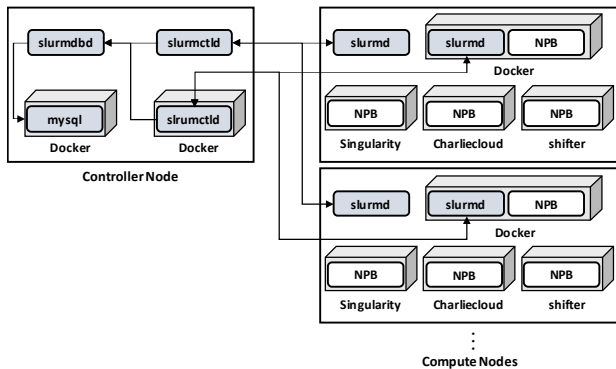 slurmdbd
slurmctld
mysql
slrumctld
Docker
Docker
Controller Node
slurmd
slurmd
NPB
Docker
NPB
NPB
NPB
Singularity
Charliecloud
shifter
slurmd
slurmd
NPB
Docker
NPB
NPB
NPB
Singularity
Charliecloud
shifter
Compute Nodes